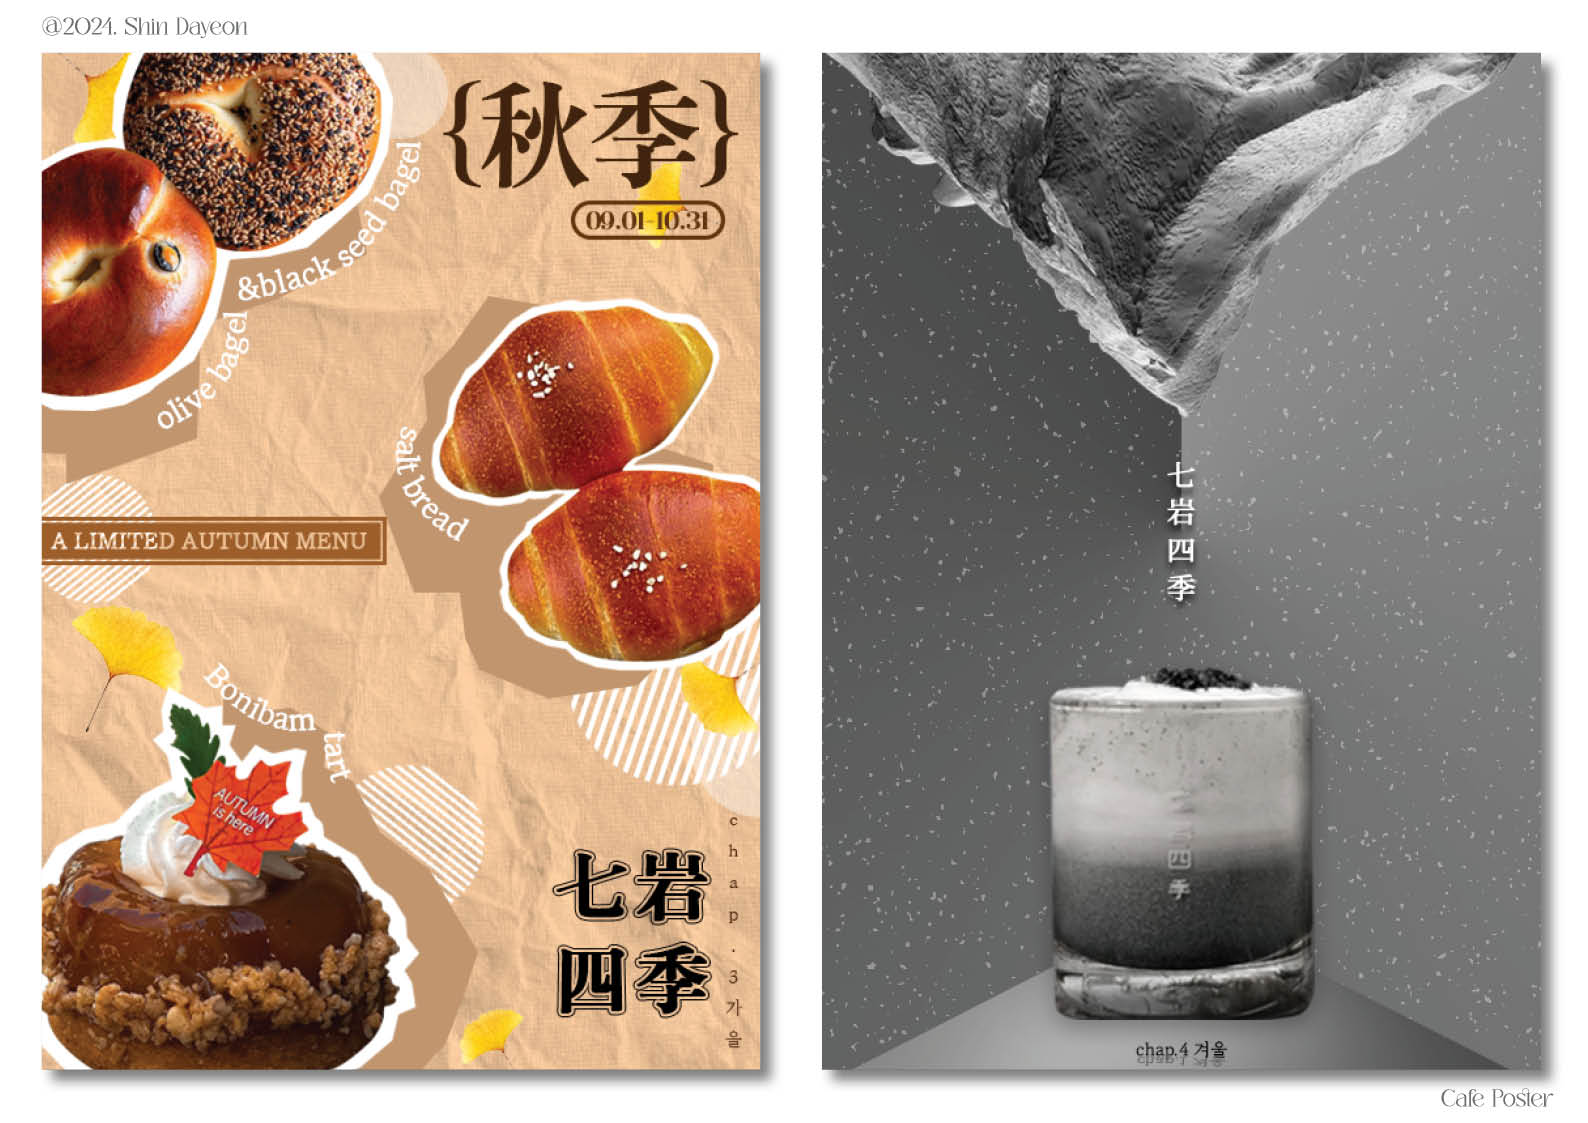 @2024. Shin Dayeon
{秋季}
09.01-10.31
&black seed bagel
olive bagel
salt bread
A LIMITED AUTUMN MENU
Bonibam tart
AUTUMN
is here
七岩
四季
chap.3가을
七岩四季
四季
chap.4 겨울
Cafe Poster